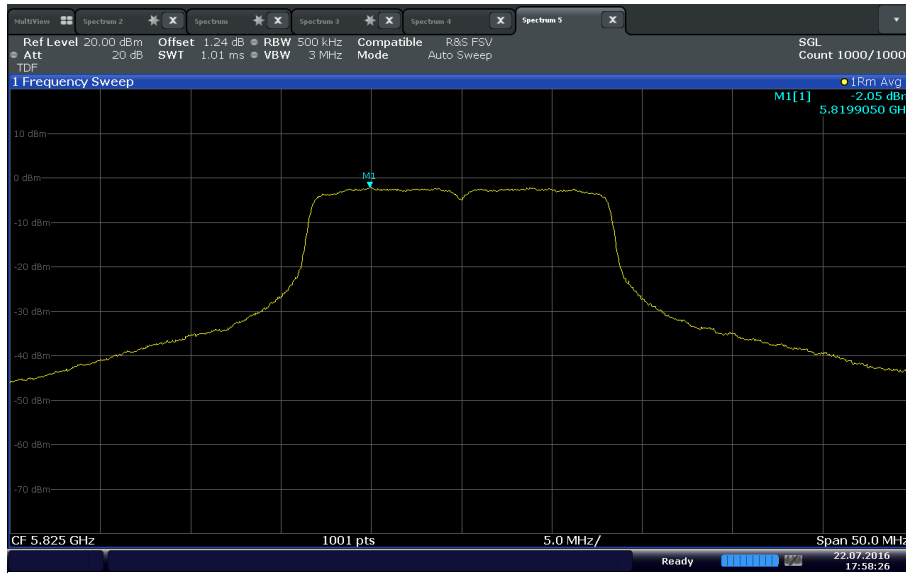 MultiView Spectrum 2 X Spectrum X Spectrum 3 X Spectrum 4 X Spectrum 5 X
Ref Level 20.00 dBm Offset 1.24 dB RBW 500 kHz Compatible R&S FSV SGL
Att 20 dB SWT 1.01 ms VBW 3 MHz Mode Auto Sweep Count 1000/1000
TDF
1 Frequency Sweep 1Rm Avg
M1[1] -2.05 dBm
5.8199050 GH
10 dBm
M1
0 dBm
-10 dBm
-20 dBm
-30 dBm
-40 dBm
-50 dBm
-60 dBm
-70 dBm
CF 5.825 GHz 1001 pts 5.0 MHz/ Span 50.0 MHz
Ready 22.07.2016
17:58:26